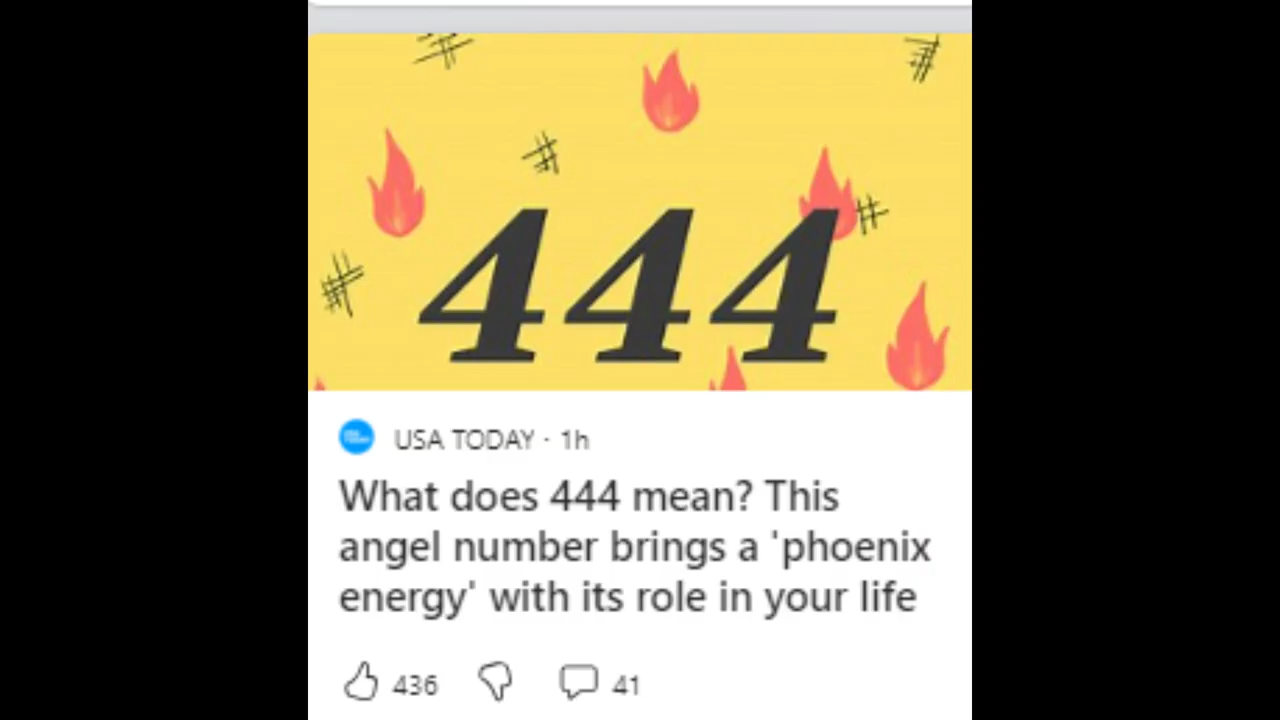 444
USA TODAY · 1h
What does 444 mean? This
angel number brings a 'phoenix
energy' with its role in your life
436 41